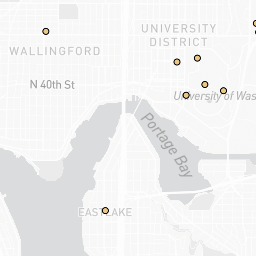 UNIVERSITY
DISTRICT
WALLINGFORD
N 40th St
University of Was
Portage Bay
EASTLAKE